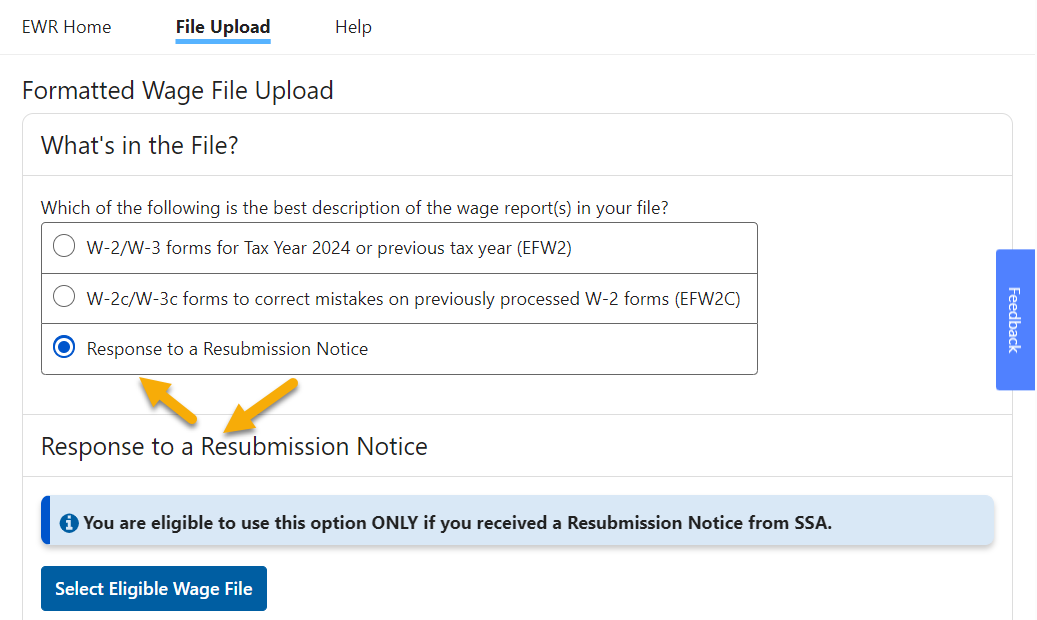 EWR Home
File Upload
Help
Formatted Wage File Upload
What's in the File?
Which of the following is the best description of the wage report(s) in your file?
W-2/W-3 forms for Tax Year 2024 or previous tax year (EFW2)
W-2c/W-3c forms to correct mistakes on previously processed W-2 forms (EFW2C)
Response to a Resubmission Notice
Feedback
Response to a Resubmission Notice
You are eligible to use this option ONLY if you received a Resubmission Notice from SSA.
Select Eligible Wage File